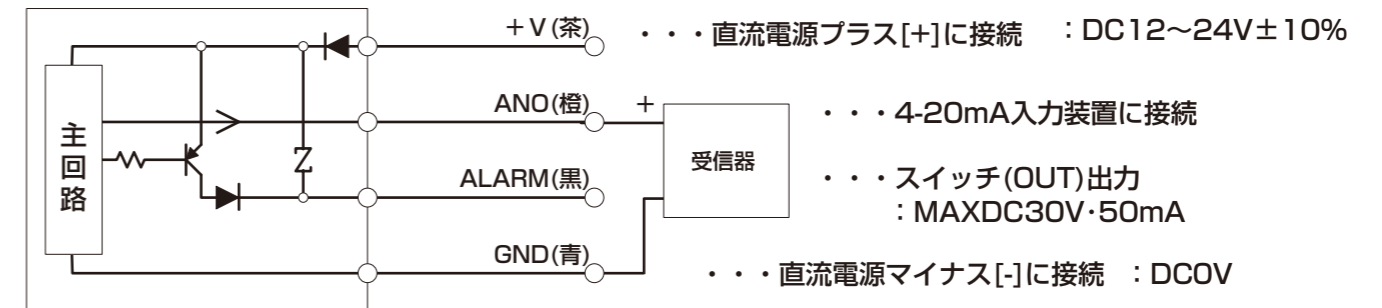 +V(茶) ・・・直流電源プラス[+]に接続 :DC12〜24V±10%
ANO(橙) + ・・・4-20mA入力装置に接続
主回路
受信器
ALARM(黒) ・・・スイッチ(OUT)出力
:MAXDC30V・50mA
GND(青) ・・・直流電源マイナス[-]に接続 :DC0V